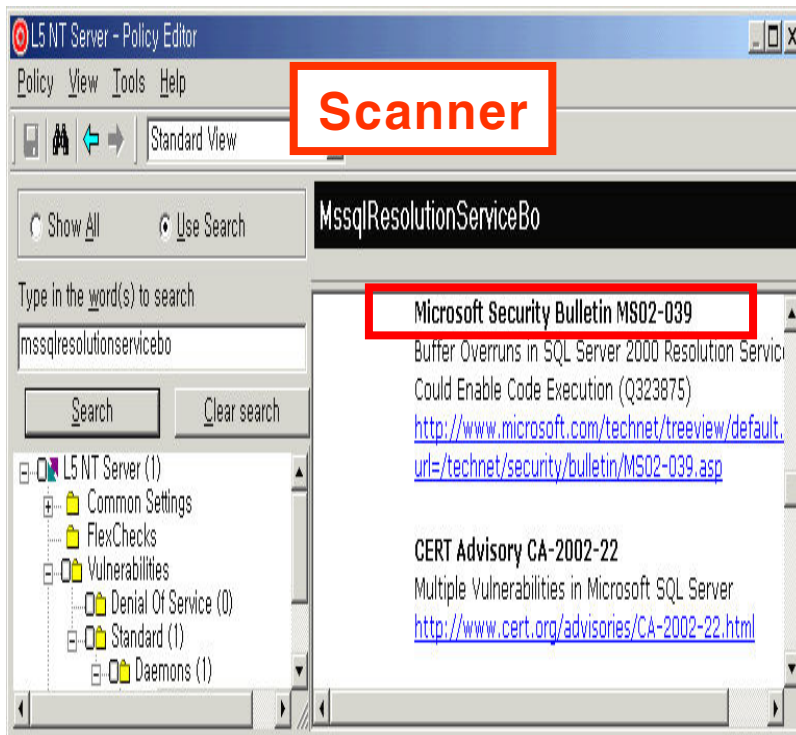 L5 NT Server - Policy Editor
Policy View Tools Help
Scanner
Standard View
Show All Use Search
MssqlResolutionServiceBo
Type in the word(s) to search
mssqlresolutionservicebo
Search Clear search
L5 NT Server (1)
Common Settings
FlexChecks
Vulnerabilities
Denial Of Service (0)
Standard (1)
Daemons (1)
Microsoft Security Bulletin MS02-039
Buffer Overruns in SQL Server 2000 Resolution Service
Could Enable Code Execution (Q323875)
http://www.microsoft.com/technet/treeview/default.
url=/technet/security/bulletin/MS02-039.asp
CERT Advisory CA-2002-22
Multiple Vulnerabilities in Microsoft SQL Server
http://www.cert.org/advisories/CA-2002-22.html